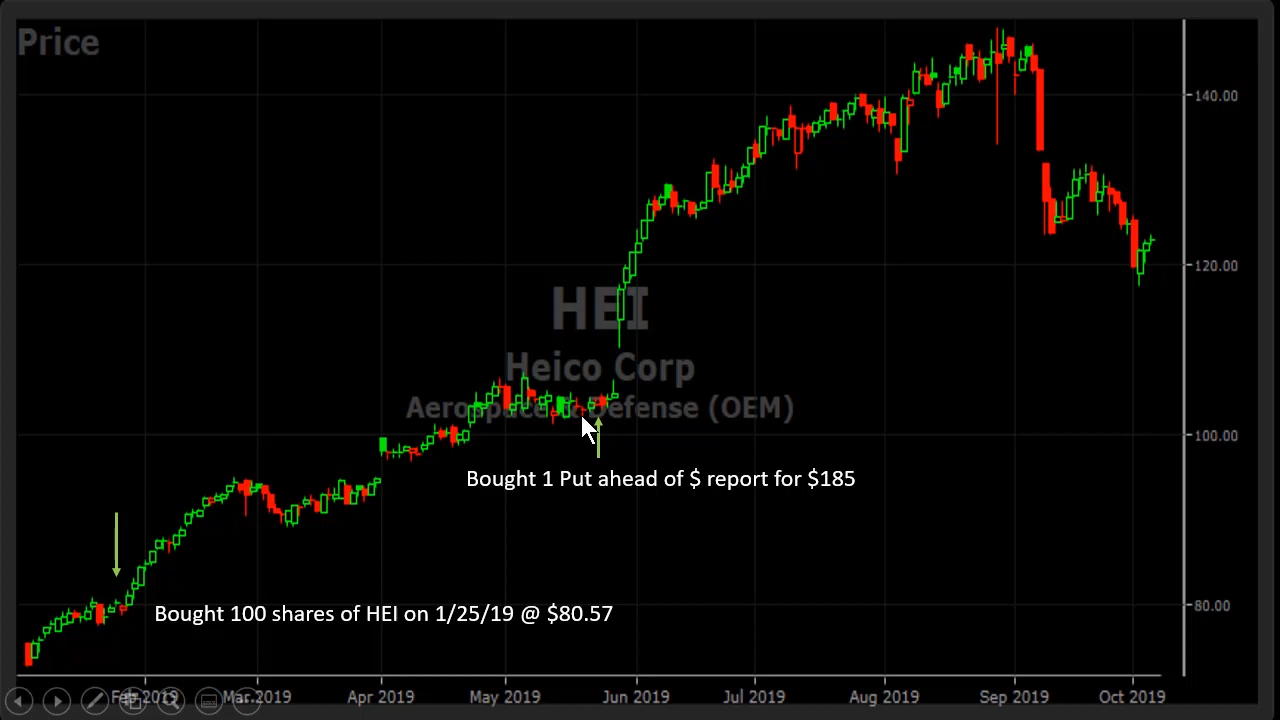 Price
140.00
120.00
HEI
Heico Corp
Aerospace & Defense (OEM)
100.00
Bought 1 Put ahead of $ report for $185
80.00
Bought 100 shares of HEI on 1/25/19 @ $80.57
Feb 2019 Mar 2019 Apr 2019 May 2019 Jun 2019 Jul 2019 Aug 2019 Sep 2019 Oct 2019